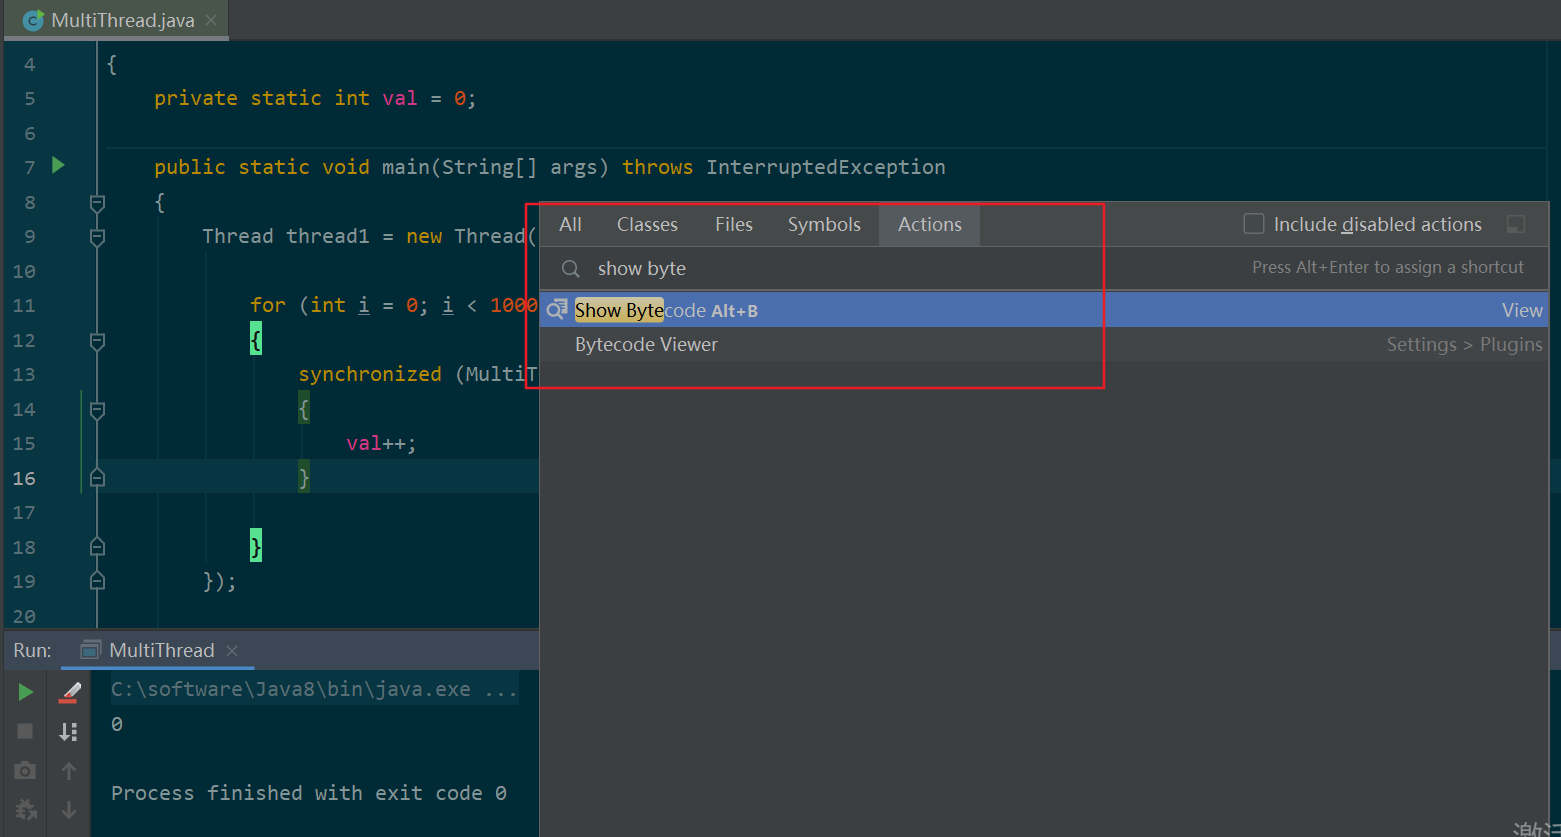 MultiThread.java
4 {
5 private static int val = 0;
6
7 public static void main(String[] args) throws InterruptedException
8 {
9 Thread thread1 = new Thread(
10
11 for (int i = 0; i < 1000
12 {
13 synchronized (MultiT
14 {
15 val++;
16 }
17
18 }
19 });
20
All Classes Files Symbols Actions Include disabled actions
show byte Press Alt+Enter to assign a shortcut
Show Bytecode Alt+B View
Bytecode Viewer Settings > Plugins
Run: MultiThread
C:\software\Java8\bin\java.exe ...
0
Process finished with exit code 0